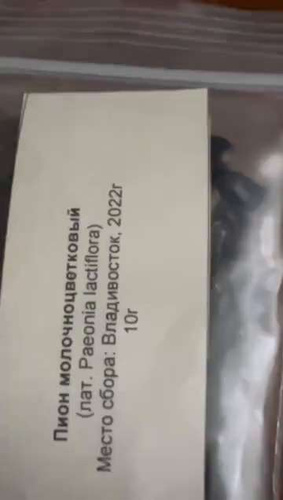 Пион молочноцветковый
(лат. Paeonia lactiflora)
Место сбора: Владивосток, 2022г
10г